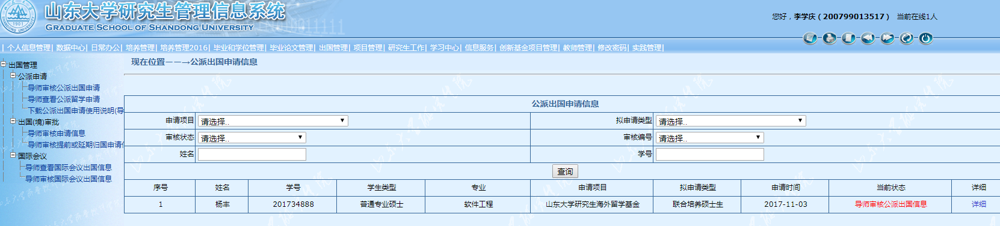 山东大学研究生管理信息系统
GRADUATE SCHOOL OF SHANDONG UNIVERSITY
您好，李学庆（200799013517） 当前在线1人
| 个人信息管理| 数据中心| 日常办公| 培养管理| 培养管理2016| 毕业和学位管理| 毕业论文管理| 出国管理| 项目管理| 研究生工作| 学习中心| 信息服务| 创新基金项目管理| 教师管理| 修改密码| 实践管理|
出国管理
公派申请
导师审核公派出国申请
导师查看公派留学申请
下载公派出国申请使用说明(导
出国(境)审批
导师审核申请信息
导师审核提前或延期归国申请
国际会议
导师查看国际会议出国信息
导师审核国际会议出国信息
现在位置－－→公派出国申请信息
公派出国申请信息
申请项目 请选择.. 拟申请类型 请选择..
审核状态 请选择.. 审核编号 请选择..
姓名 学号
查询
序号 姓名 学号 学生类型 专业 申请项目 拟申请类型 申请时间 当前状态 详细
1 杨丰 201734888 普通专业硕士 软件工程 山东大学研究生海外留学基金 联合培养硕士生 2017-11-03 导师审核公派出国信息 详细